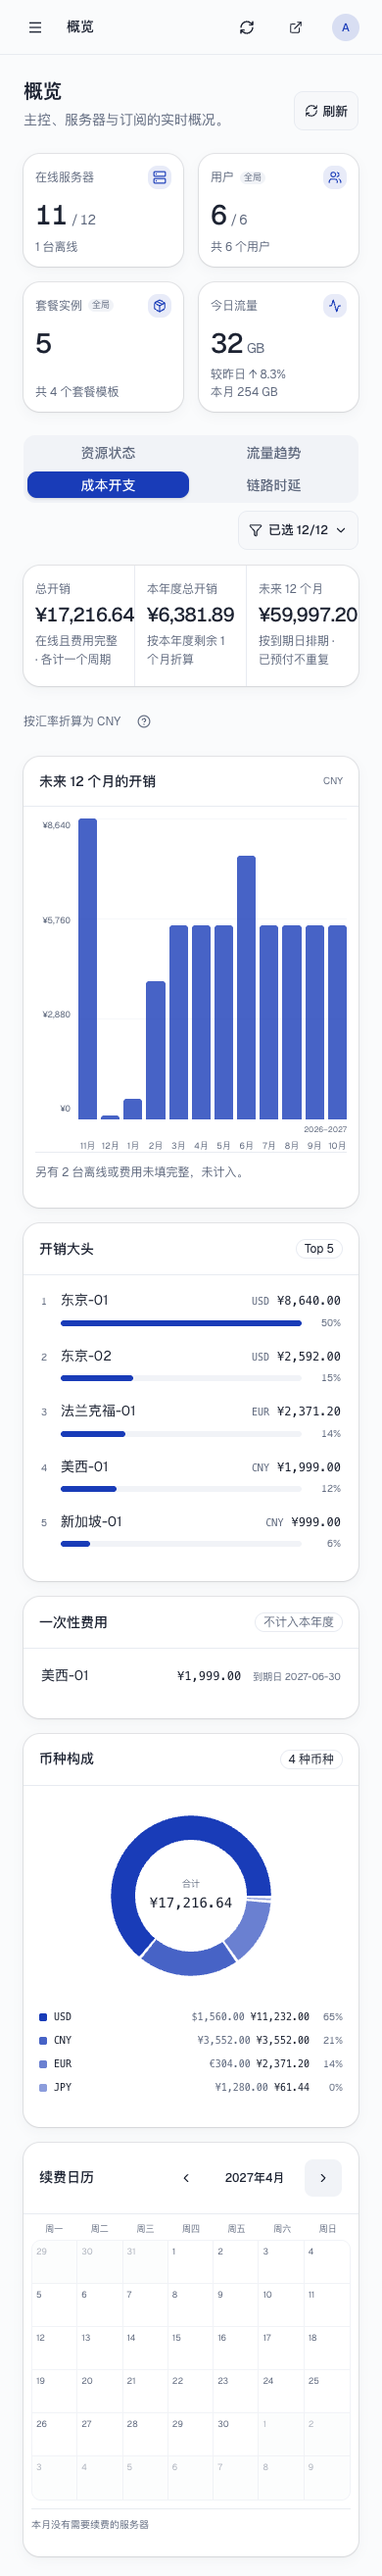 概览
A
概览
主控、服务器与订阅的实时概况。
刷新
在线服务器
11 / 12
1 台离线
用户 全局
6 / 6
共 6 个用户
套餐实例 全局
5
共 4 个套餐模板
今日流量
32 GB
较昨日 ↑ 8.3%
本月 254 GB
资源状态
流量趋势
成本开支
链路时延
已选 12/12
总开销
¥17,216.64
在线且费用完整
· 各计一个周期
本年度总开销
¥6,381.89
按本年度剩余 1
个月折算
未来 12 个月
¥59,997.20
按到期日排期 ·
已预付不重复
按汇率折算为 CNY
未来 12 个月的开销
CNY
¥8,640
¥5,760
¥2,880
¥0
2026–2027
11月 12月 1月 2月 3月 4月 5月 6月 7月 8月 9月 10月
另有 2 台离线或费用未填完整，未计入。
开销大头
Top 5
1 东京-01 USD ¥8,640.00
50%
2 东京-02 USD ¥2,592.00
15%
3 法兰克福-01 EUR ¥2,371.20
14%
4 美西-01 CNY ¥1,999.00
12%
5 新加坡-01 CNY ¥999.00
6%
一次性费用
不计入本年度
美西-01 ¥1,999.00 到期日 2027-06-30
币种构成
4 种币种
合计
¥17,216.64
USD $1,560.00 ¥11,232.00 65%
CNY ¥3,552.00 ¥3,552.00 21%
EUR €304.00 ¥2,371.20 14%
JPY ¥1,280.00 ¥61.44 0%
续费日历
2027年4月
周一 周二 周三 周四 周五 周六 周日
29 30 31 1 2 3 4
5 6 7 8 9 10 11
12 13 14 15 16 17 18
19 20 21 22 23 24 25
26 27 28 29 30 1 2
3 4 5 6 7 8 9
本月没有需要续费的服务器